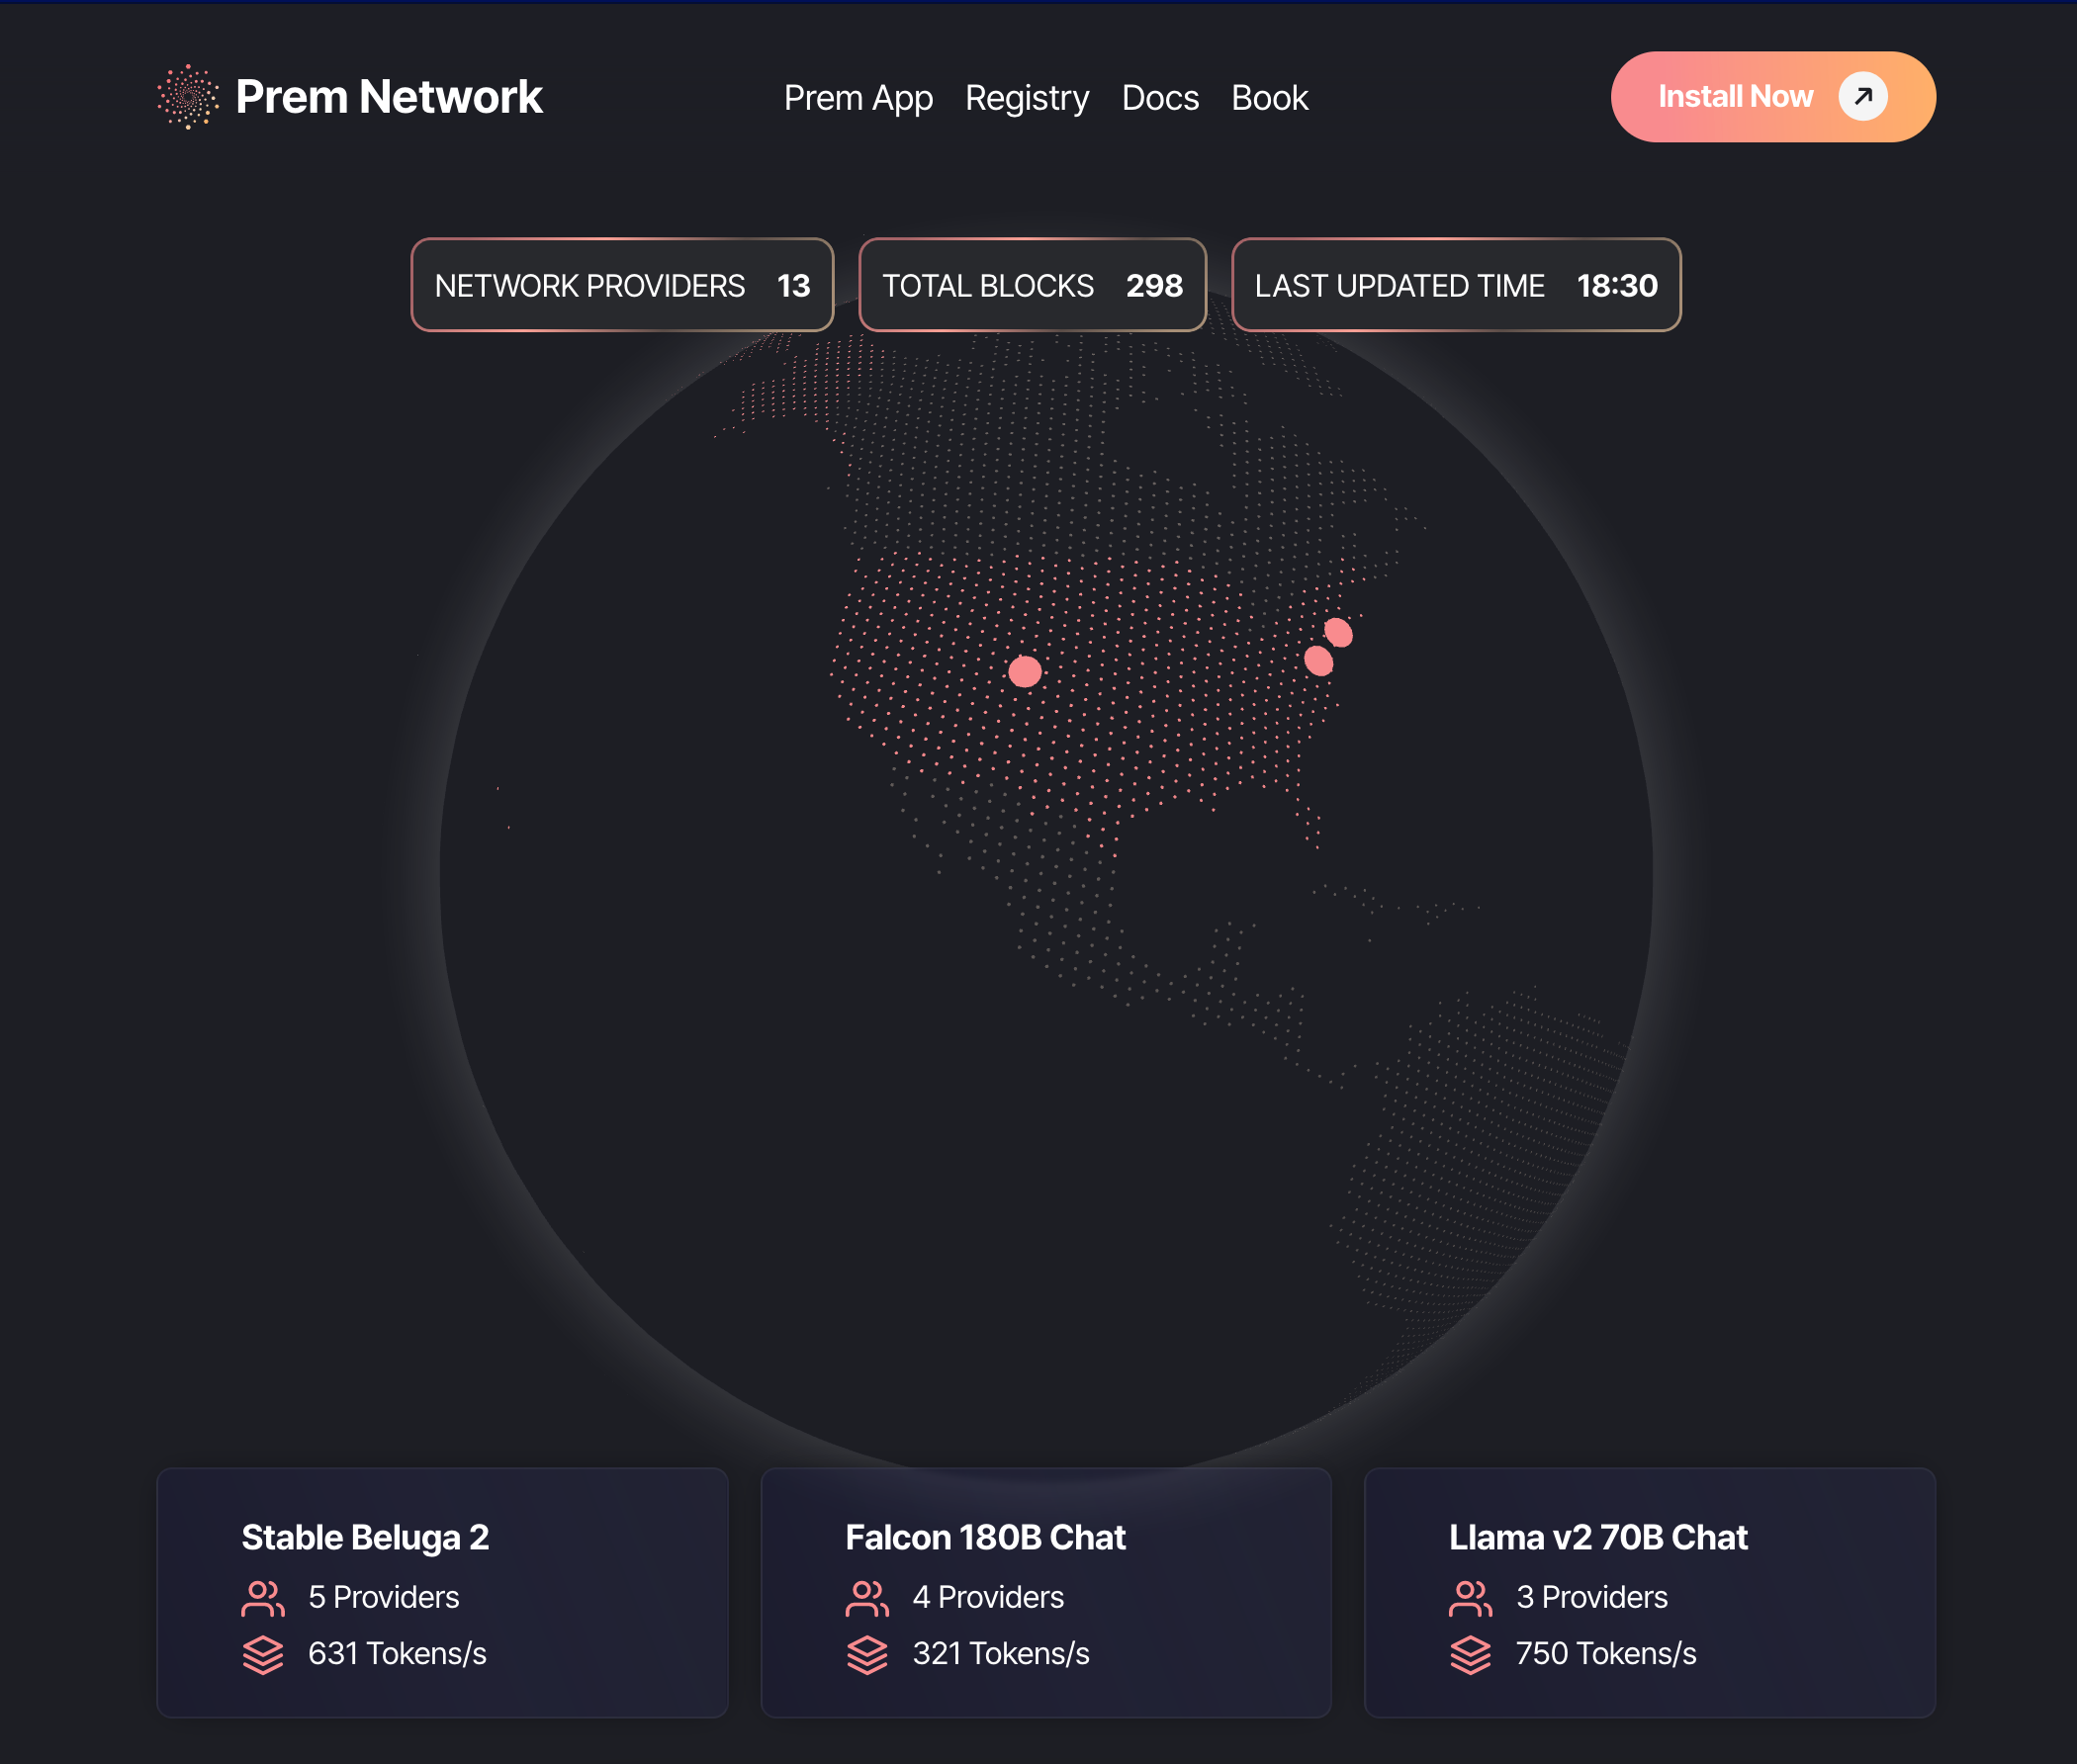 Prem Network
Prem App Registry Docs Book
Install Now
NETWORK PROVIDERS 13
TOTAL BLOCKS 298
LAST UPDATED TIME 18:30
Stable Beluga 2
5 Providers
631 Tokens/s
Falcon 180B Chat
4 Providers
321 Tokens/s
Llama v2 70B Chat
3 Providers
750 Tokens/s